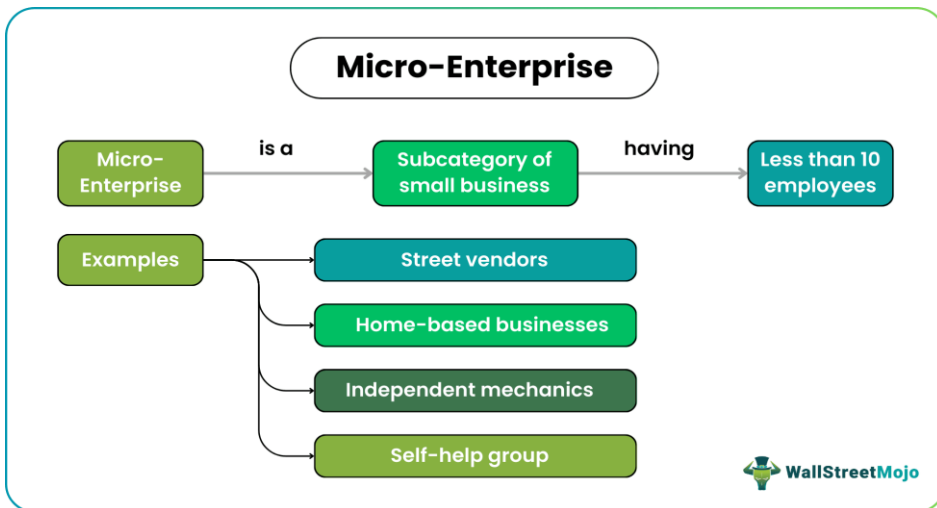 Micro-Enterprise
Micro-
Enterprise
is a
Subcategory of
small business
having
Less than 10
employees
Examples
Street vendors
Home-based businesses
Independent mechanics
Self-help group
WallStreetMojo